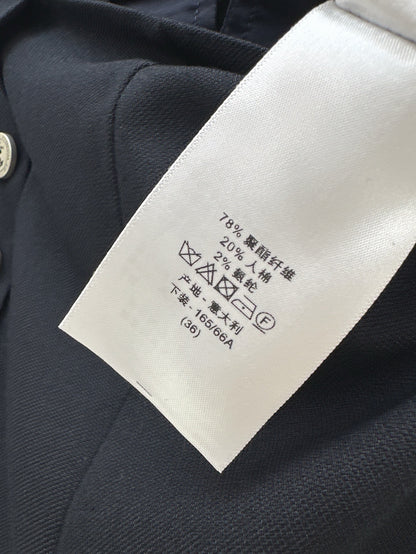 78% 聚酯纤维
20% 人棉
2% 氨纶
F
产地 - 意大利
下装 - 165/66A
(36)